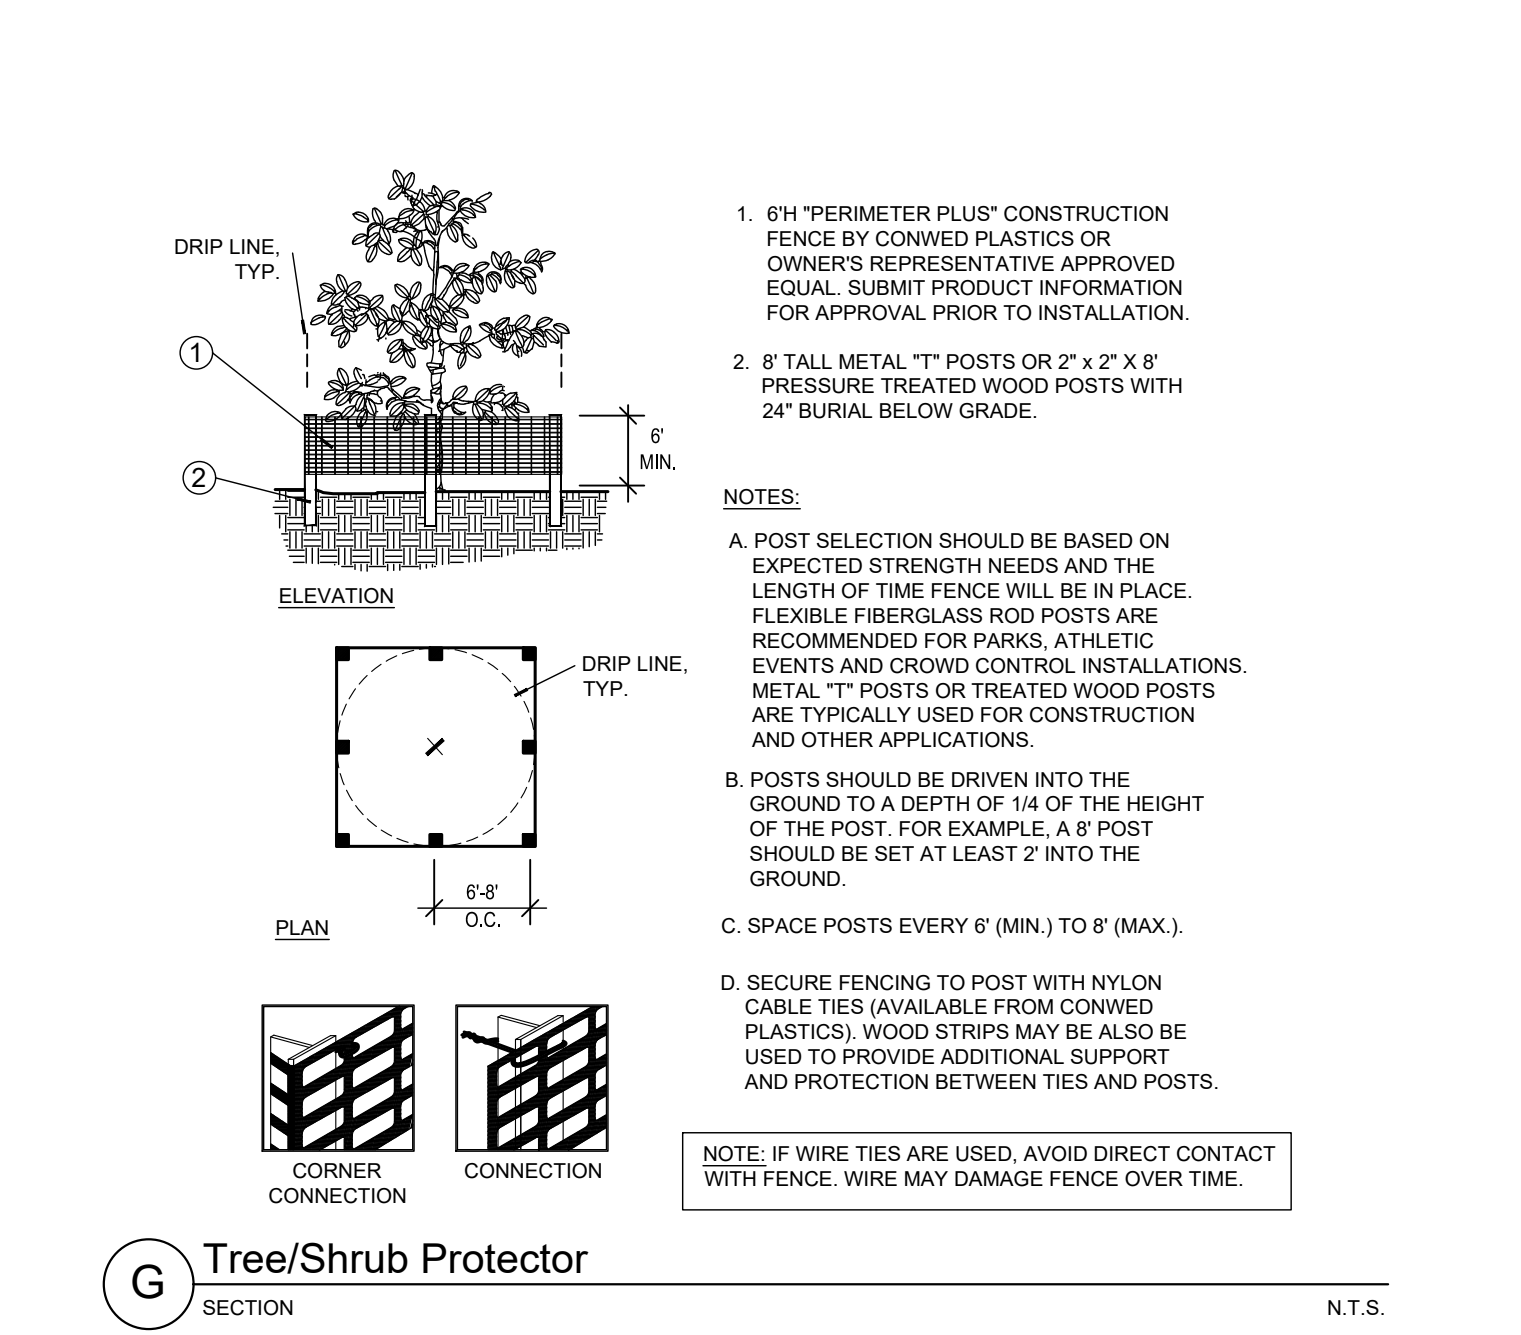 DRIP LINE,
TYP.
1
2
6'
MIN.
ELEVATION
DRIP LINE,
TYP.
6'-8'
O.C.
PLAN
CORNER
CONNECTION
CONNECTION
1. 6'H "PERIMETER PLUS" CONSTRUCTION
FENCE BY CONWED PLASTICS OR
OWNER'S REPRESENTATIVE APPROVED
EQUAL. SUBMIT PRODUCT INFORMATION
FOR APPROVAL PRIOR TO INSTALLATION.
2. 8' TALL METAL "T" POSTS OR 2" x 2" X 8'
PRESSURE TREATED WOOD POSTS WITH
24" BURIAL BELOW GRADE.
NOTES:
A. POST SELECTION SHOULD BE BASED ON
EXPECTED STRENGTH NEEDS AND THE
LENGTH OF TIME FENCE WILL BE IN PLACE.
FLEXIBLE FIBERGLASS ROD POSTS ARE
RECOMMENDED FOR PARKS, ATHLETIC
EVENTS AND CROWD CONTROL INSTALLATIONS.
METAL "T" POSTS OR TREATED WOOD POSTS
ARE TYPICALLY USED FOR CONSTRUCTION
AND OTHER APPLICATIONS.
B. POSTS SHOULD BE DRIVEN INTO THE
GROUND TO A DEPTH OF 1/4 OF THE HEIGHT
OF THE POST. FOR EXAMPLE, A 8' POST
SHOULD BE SET AT LEAST 2' INTO THE
GROUND.
C. SPACE POSTS EVERY 6' (MIN.) TO 8' (MAX.).
D. SECURE FENCING TO POST WITH NYLON
CABLE TIES (AVAILABLE FROM CONWED
PLASTICS). WOOD STRIPS MAY BE ALSO BE
USED TO PROVIDE ADDITIONAL SUPPORT
AND PROTECTION BETWEEN TIES AND POSTS.
NOTE: IF WIRE TIES ARE USED, AVOID DIRECT CONTACT
WITH FENCE. WIRE MAY DAMAGE FENCE OVER TIME.
G
Tree/Shrub Protector
SECTION
N.T.S.